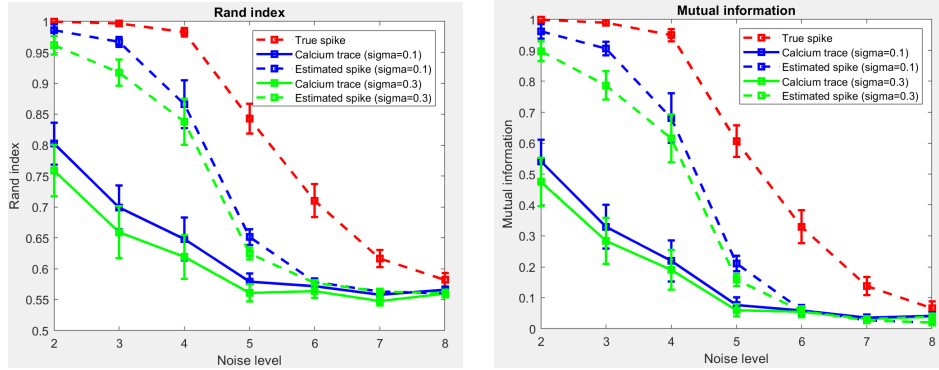 Rand index
1
0.95
0.9
0.85
0.8
0.75
0.7
0.65
0.6
0.55
0.5
Rand index
2 3 4 5 6 7 8
Noise level
True spike
Calcium trace (sigma=0.1)
Estimated spike (sigma=0.1)
Calcium trace (sigma=0.3)
Estimated spike (sigma=0.3)
Mutual information
1
0.9
0.8
0.7
0.6
0.5
0.4
0.3
0.2
0.1
0
Mutual information
2 3 4 5 6 7 8
Noise level
True spike
Calcium trace (sigma=0.1)
Estimated spike (sigma=0.1)
Calcium trace (sigma=0.3)
Estimated spike (sigma=0.3)